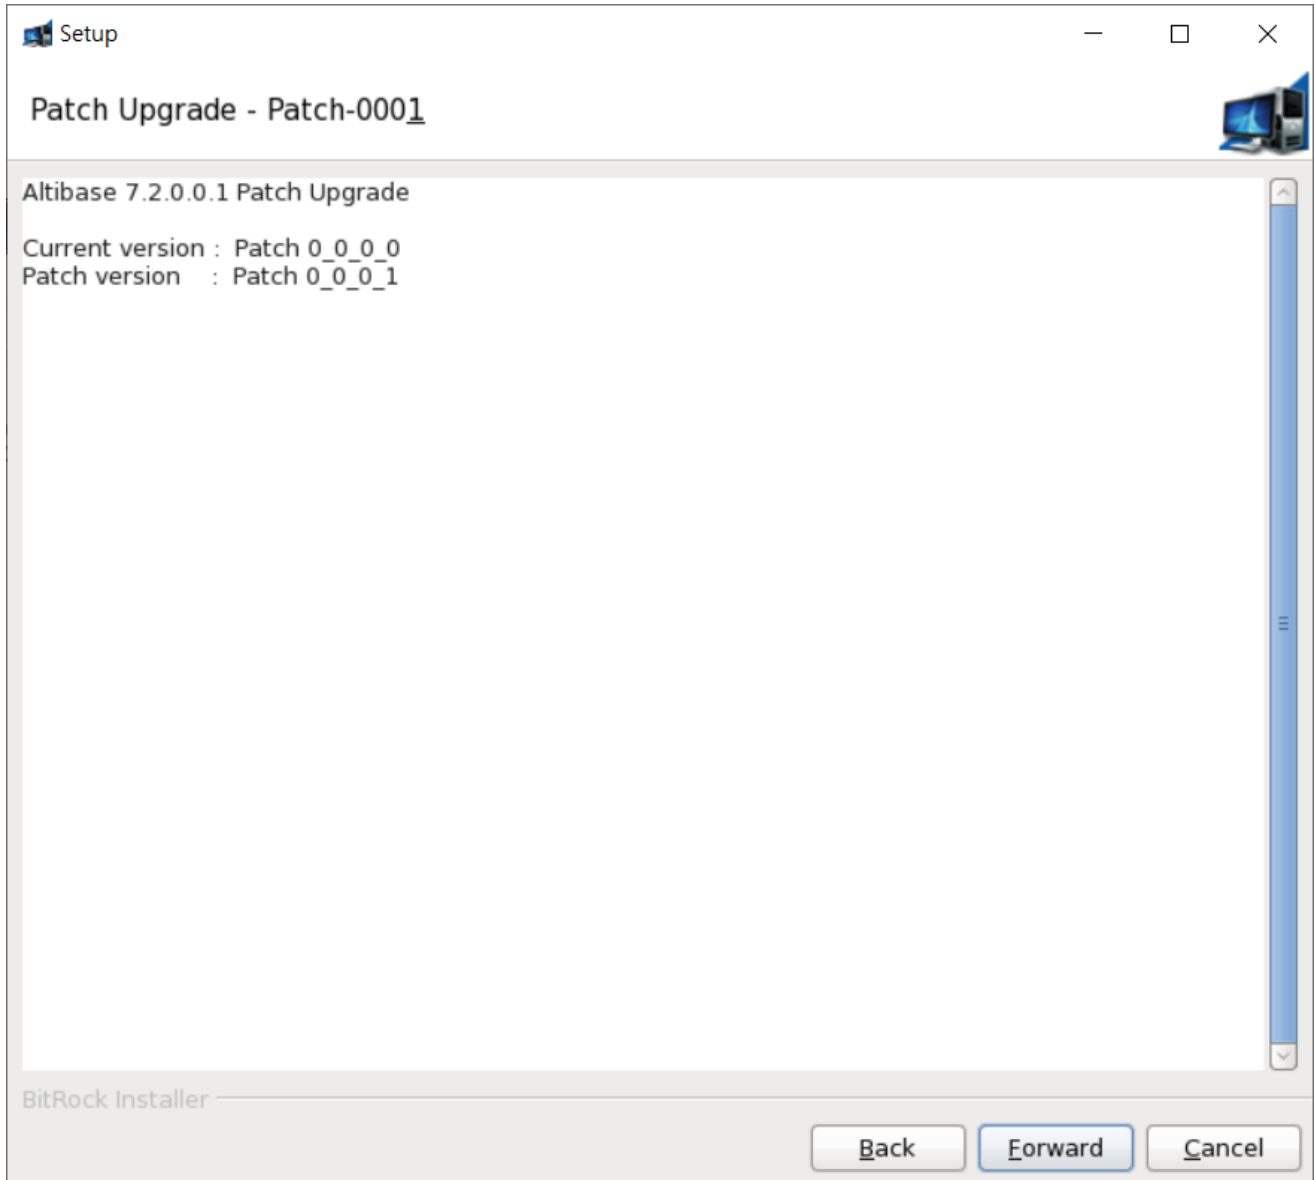 Setup
Patch Upgrade - Patch-0001
Altibase 7.2.0.0.1 Patch Upgrade
Current version : Patch 0_0_0_0
Patch version : Patch 0_0_0_1
BitRock Installer
Back Forward Cancel